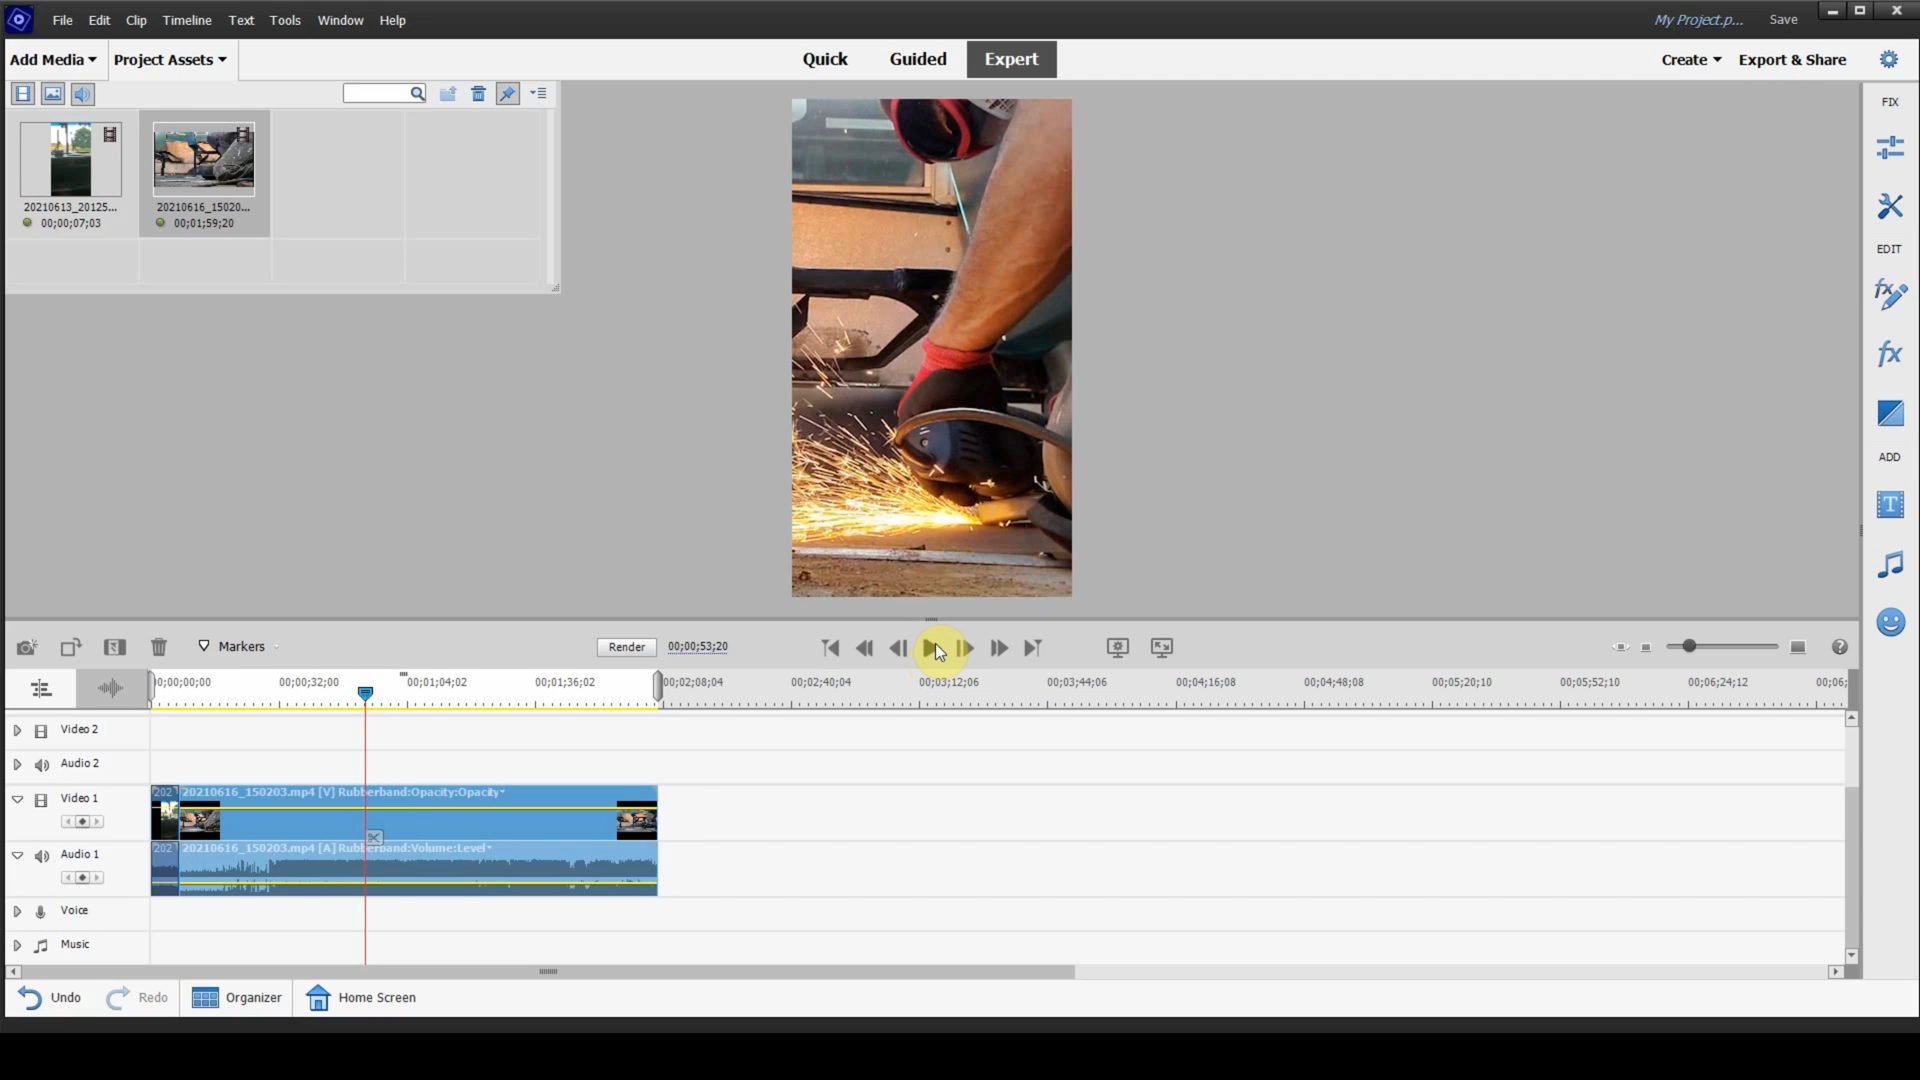 File Edit Clip Timeline Text Tools Window Help
My Project.p... Save
Add Media Project Assets
Quick Guided Expert
Create Export & Share
FIX
20210613_20125...
00;00;07;03
20210616_15020...
00;01;59;20
EDIT
fx
fx
ADD
T
Markers
Render 00;00;53;20
00;00;32;00 00;01;04;02 00;01;36;02 00;02;08;04 00;02;40;04 00;03;12;06 00;03;44;06 00;04;16;08 00;04;48;08 00;05;20;10 00;05;52;10 00;06;24;12 00;06;
Video 2
Audio 2
Video 1
202 20210616_150203.mp4 [V] Rubberband:Opacity:Opacity
Audio 1
202 20210616_150203.mp4 [A] Rubberband:Volume:Level
Voice
Music
Undo Redo Organizer Home Screen